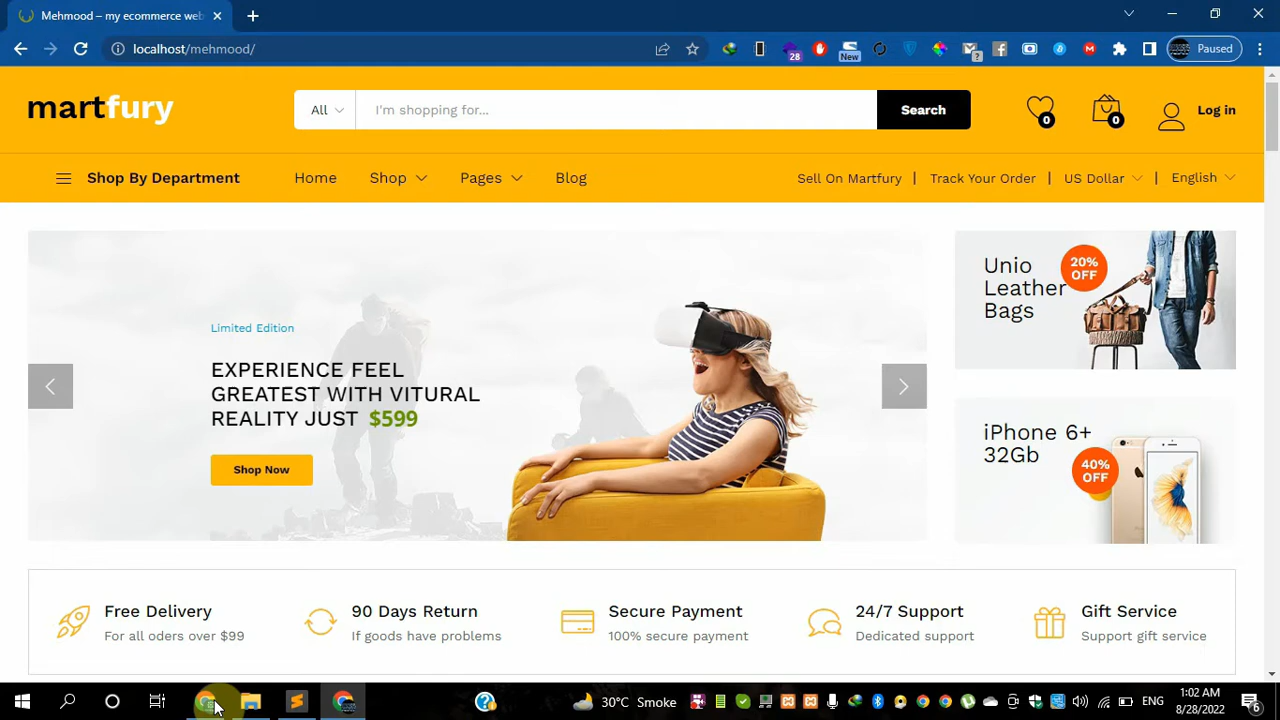 Mehmood – my ecommerce web
localhost/mehmood/
28
New
?
Paused
martfury
All
I'm shopping for...
Search
0
0
Log in
Shop By Department
Home
Shop
Pages
Blog
Sell On Martfury
Track Your Order
US Dollar
English
Limited Edition
EXPERIENCE FEEL
GREATEST WITH VITURAL
REALITY JUST $599
Shop Now
Unio
Leather
Bags
20%
OFF
iPhone 6+
32Gb
40%
OFF
Free Delivery
For all oders over $99
90 Days Return
If goods have problems
Secure Payment
100% secure payment
24/7 Support
Dedicated support
Gift Service
Support gift service
30°C Smoke
ENG
1:02 AM
8/28/2022
6